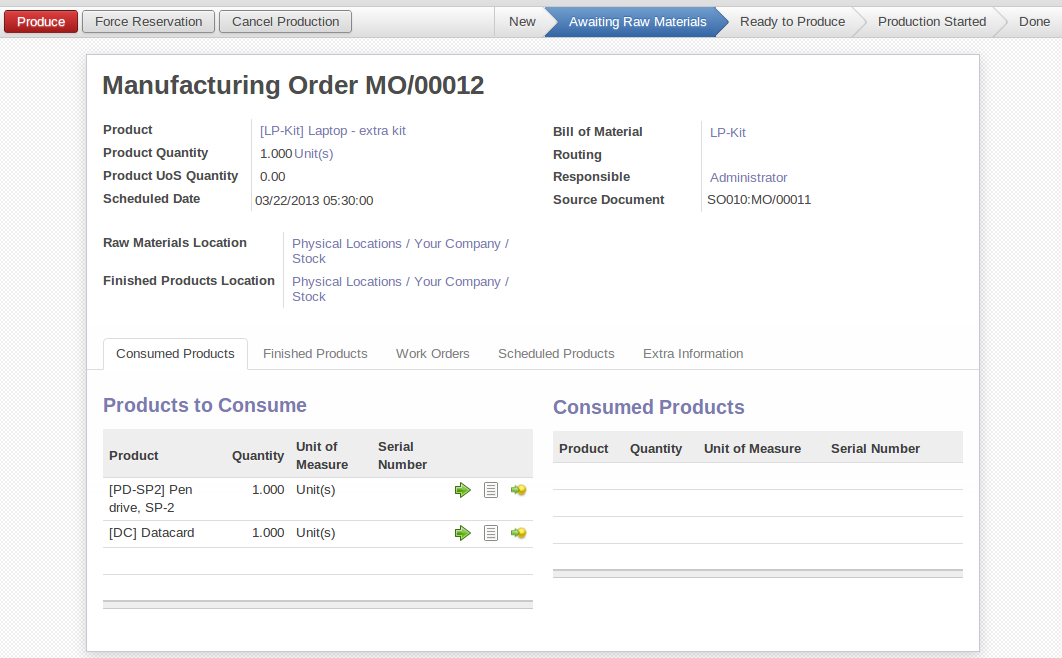 Produce Force Reservation Cancel Production New Awaiting Raw Materials Ready to Produce Production Started Done
Manufacturing Order MO/00012
Product [LP-Kit] Laptop - extra kit
Product Quantity 1.000 Unit(s)
Product UoS Quantity 0.00
Scheduled Date 03/22/2013 05:30:00
Bill of Material LP-Kit
Routing
Responsible Administrator
Source Document SO010:MO/00011
Raw Materials Location Physical Locations / Your Company /
Stock
Finished Products Location Physical Locations / Your Company /
Stock
Consumed Products Finished Products Work Orders Scheduled Products Extra Information
Products to Consume
Product Quantity Unit of Measure Serial Number
[PD-SP2] Pen 1.000 Unit(s)
drive, SP-2
[DC] Datacard 1.000 Unit(s)
Consumed Products
Product Quantity Unit of Measure Serial Number